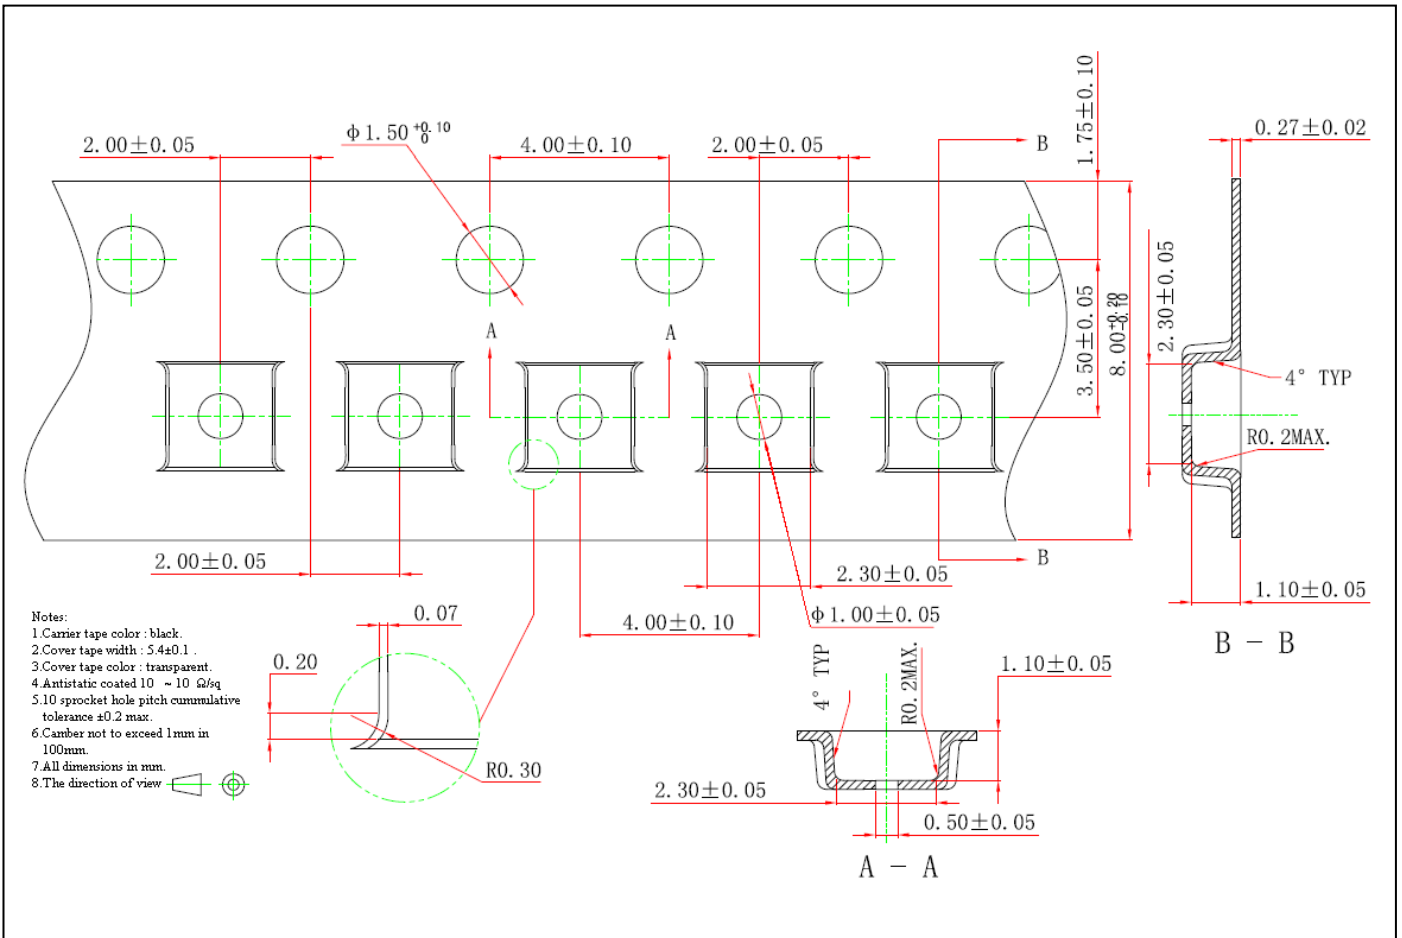 2.00±0.05
φ1.50 +0.10 0
4.00±0.10
2.00±0.05
B
1.75±0.10
0.27±0.02
A
A
3.50±0.05
8.00+0.20-0.10
2.30±0.05
4° TYP
R0.2MAX.
2.00±0.05
B
2.30±0.05
1.10±0.05
φ1.00±0.05
4.00±0.10
B - B
Notes:
1.Carrier tape color : black.
2.Cover tape width : 5.4±0.1 .
3.Cover tape color : transparent.
4.Antistatic coated 10 ~ 10 Ω/sq
5.10 sprocket hole pitch cummulative
tolerance ±0.2 max.
6.Camber not to exceed 1mm in
100mm.
7.All dimensions in mm.
8.The direction of view
0.07
0.20
R0.30
4° TYP
R0.2MAX.
1.10±0.05
2.30±0.05
0.50±0.05
A - A